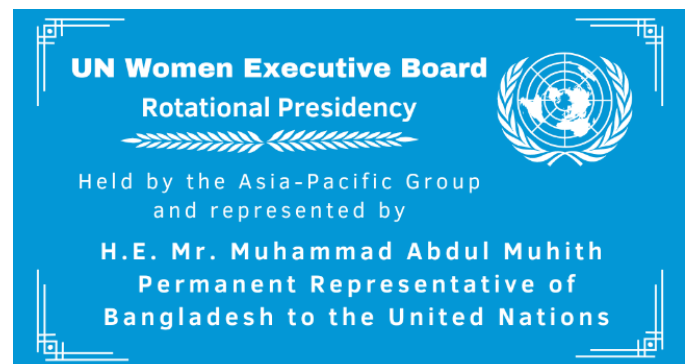 UN Women Executive Board
Rotational Presidency
Held by the Asia-Pacific Group
and represented by
H.E. Mr. Muhammad Abdul Muhith
Permanent Representative of
Bangladesh to the United Nations